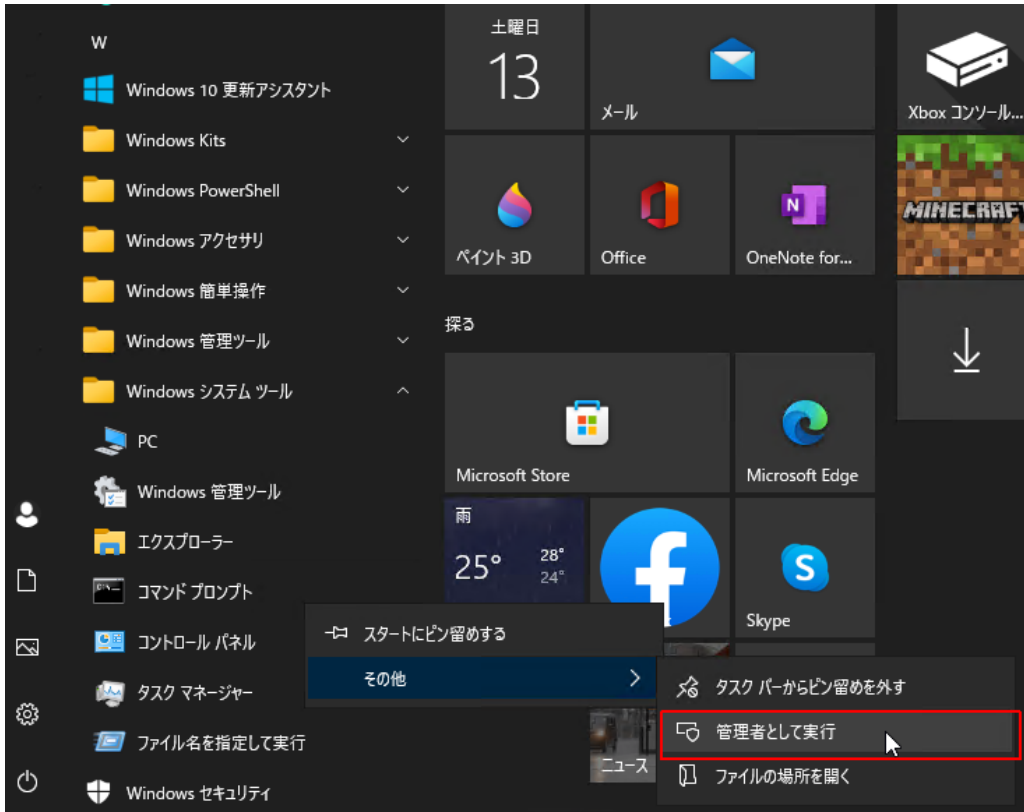 W
Windows 10 更新アシスタント
Windows Kits
Windows PowerShell
Windows アクセサリ
Windows 簡単操作
Windows 管理ツール
Windows システム ツール
PC
Windows 管理ツール
エクスプローラー
コマンド プロンプト
コントロール パネル
タスク マネージャー
ファイル名を指定して実行
Windows セキュリティ
土曜日
13
メール
Xbox コンソール...
ペイント 3D
Office
OneNote for...
MINECRAFT
探る
Microsoft Store
Microsoft Edge
雨
25°
28°
24°
Skype
ニュース
スタートにピン留めする
その他
タスク バーからピン留めを外す
管理者として実行
ファイルの場所を開く